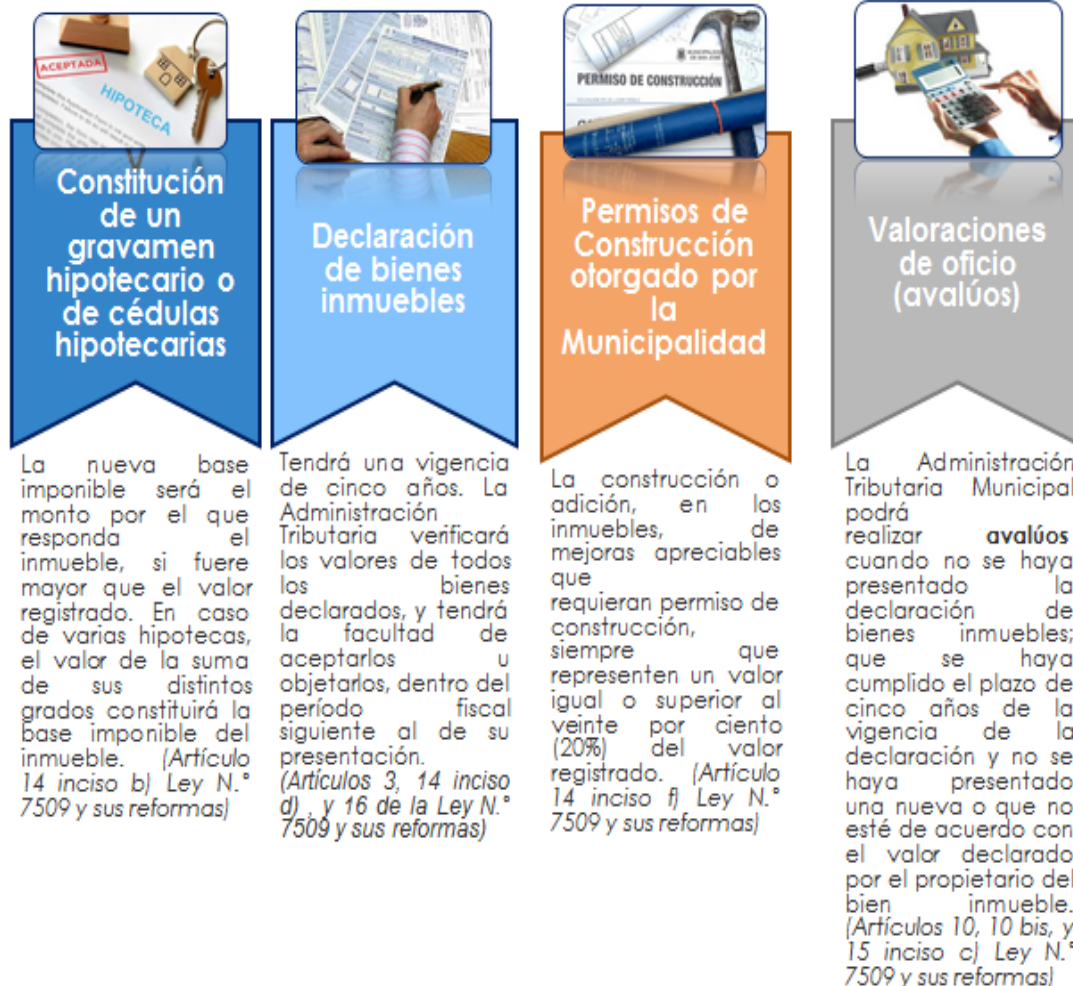 ACEPTADA
HIPOTECA
Constitución
de un
gravamen
hipotecario o
de cédulas
hipotecarias
La nueva base
imponible será el
monto por el que
responda el
inmueble, si fuere
mayor que el valor
registrado. En caso
de varias hipotecas,
el valor de la suma
de sus distintos
grados constituirá la
base imponible del
inmueble. (Artículo
14 inciso b) Ley N.°
7509 y sus reformas)
Declaración
de bienes
inmuebles
Tendrá una vigencia
de cinco años. La
Administración
Tributaria verificará
los valores de todos
los bienes
declarados, y tendrá
la facultad de
aceptarlos u
objetarlos, dentro del
período fiscal
siguiente al de su
presentación.
(Artículos 3, 14 inciso
d) , y 16 de la Ley N.°
7509 y sus reformas)
PERMISO DE CONSTRUCCIÓN
Permisos de
Construcción
otorgado por
la
Municipalidad
La construcción o
adición, en los
inmuebles, de
mejoras apreciables
que
requieran permiso de
construcción,
siempre que
representen un valor
igual o superior al
veinte por ciento
(20%) del valor
registrado. (Artículo
14 inciso f) Ley N.°
7509 y sus reformas)
Valoraciones
de oficio
(avalúos)
La Administración
Tributaria Municipal
podrá
realizar avalúos
cuando no se haya
presentado la
declaración de
bienes inmuebles;
que se haya
cumplido el plazo de
cinco años de la
vigencia de la
declaración y no se
haya presentado
una nueva o que no
esté de acuerdo con
el valor declarado
por el propietario del
bien inmueble.
(Artículos 10, 10 bis, y
15 inciso c) Ley N.°
7509 y sus reformas)